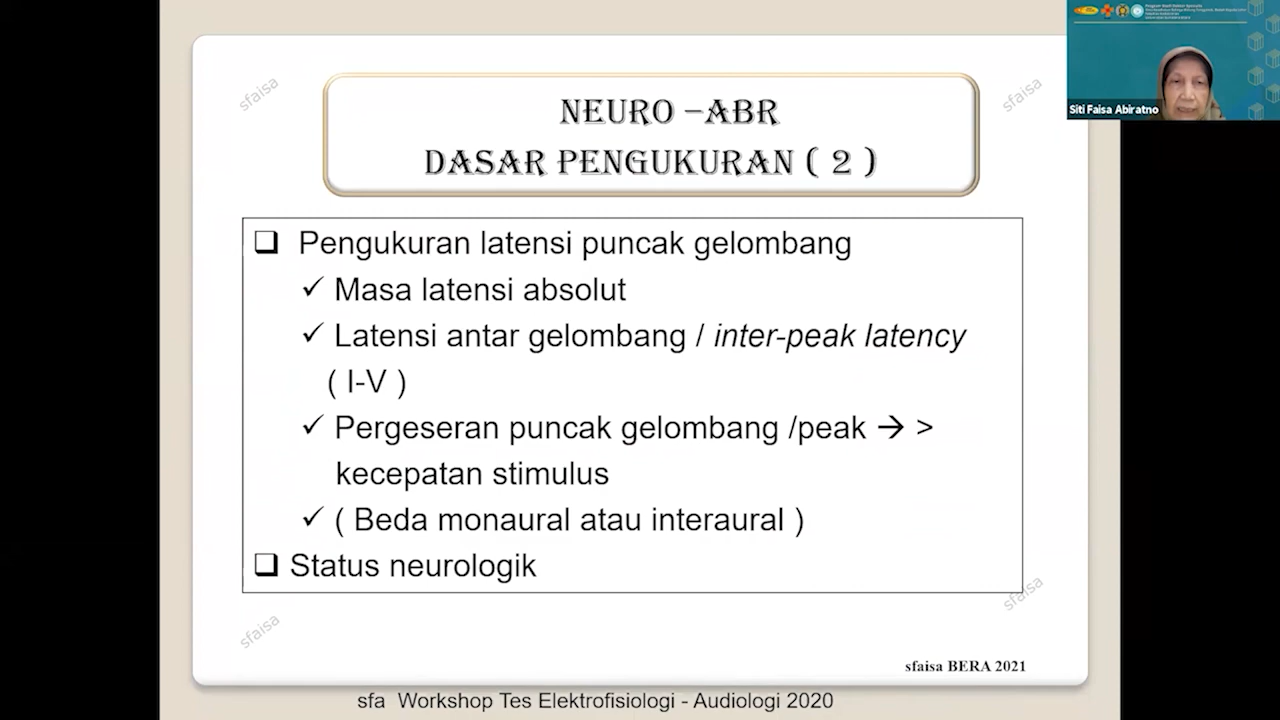 NEURO –ABR
DASAR PENGUKURAN ( 2 )
Pengukuran latensi puncak gelombang
✓ Masa latensi absolut
✓ Latensi antar gelombang / inter-peak latency
( I-V )
✓ Pergeseran puncak gelombang /peak → >
kecepatan stimulus
✓ ( Beda monaural atau interaural )
Status neurologik
sfaisa
sfaisa
sfaisa
sfaisa
sfaisa BERA 2021
sfa Workshop Tes Elektrofisiologi - Audiologi 2020
Siti Faisa Abiratno